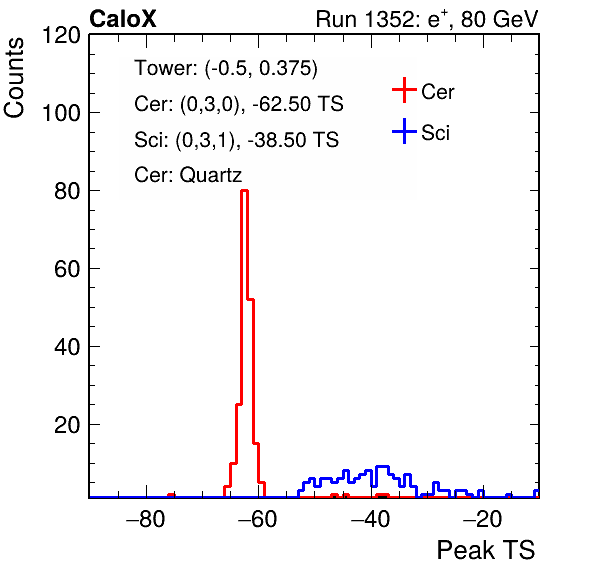 CaloX Run 1352: e⁺, 80 GeV
Counts
120
100
80
60
40
20
Tower: (-0.5, 0.375)
Cer: (0,3,0), -62.50 TS
Sci: (0,3,1), -38.50 TS
Cer: Quartz
Cer
Sci
−80 −60 −40 −20
Peak TS